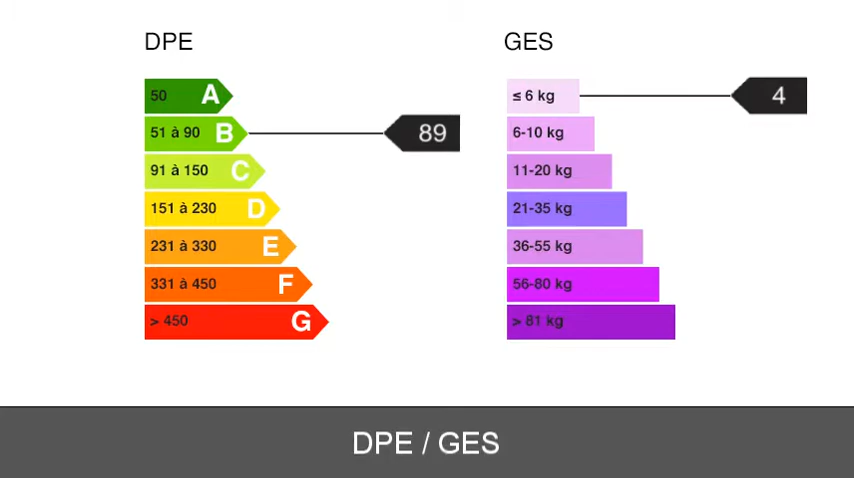 DPE
50 A
51 à 90 B
89
91 à 150 C
151 à 230 D
231 à 330 E
331 à 450 F
> 450 G
GES
≤ 6 kg
4
6-10 kg
11-20 kg
21-35 kg
36-55 kg
56-80 kg
> 81 kg
DPE / GES